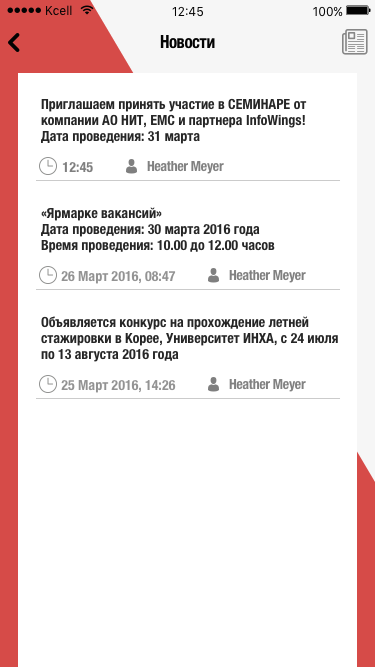 Kcell 12:45 100%
Новости
Приглашаем принять участие в СЕМИНАРЕ от
компании АО НИТ, EMC и партнера InfoWings!
Дата проведения: 31 марта
12:45 Heather Meyer
«Ярмарке вакансий»
Дата проведения: 30 марта 2016 года
Время проведения: 10.00 до 12.00 часов
26 Март 2016, 08:47 Heather Meyer
Объявляется конкурс на прохождение летней
стажировки в Корее, Университет ИНХА, с 24 июля
по 13 августа 2016 года
25 Март 2016, 14:26 Heather Meyer